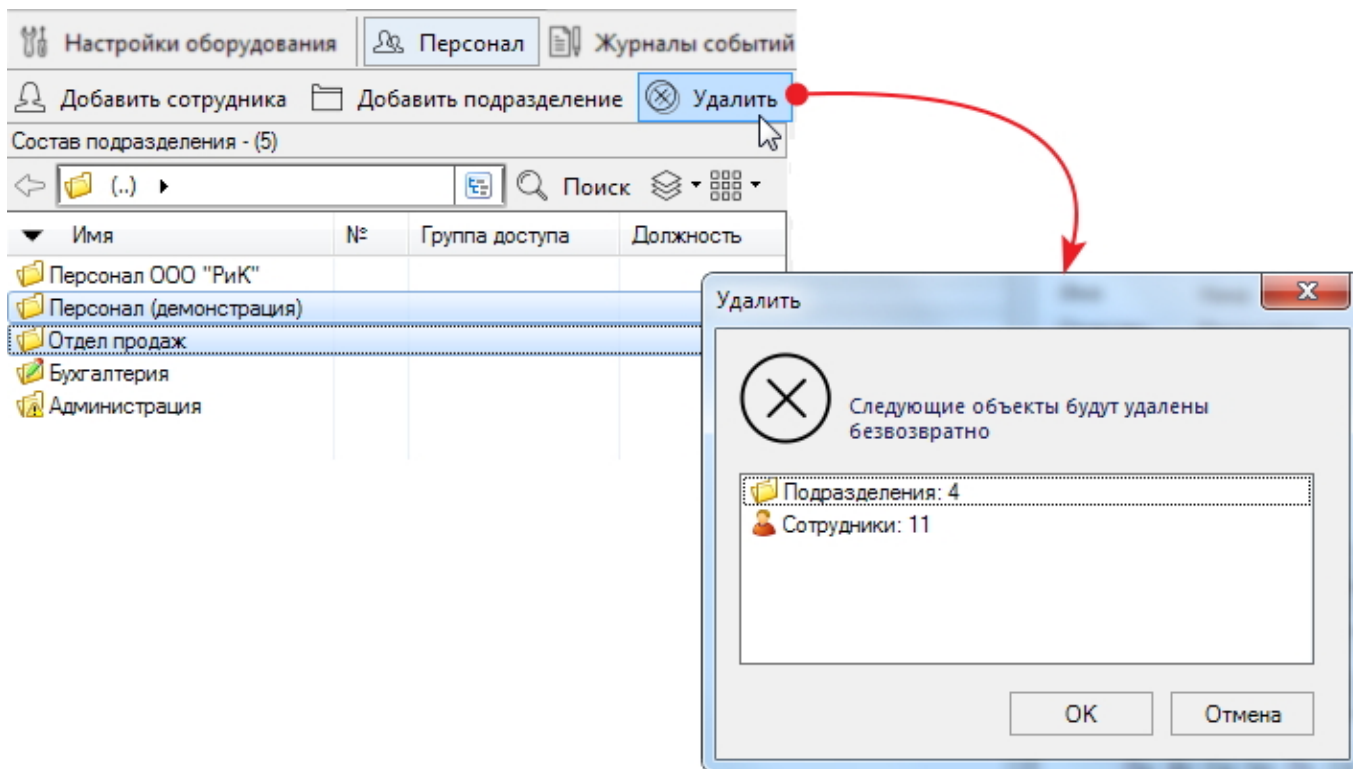 Настройки оборудования Персонал Журналы событий
Добавить сотрудника Добавить подразделение Удалить
Состав подразделения - (5)
(..) Поиск
Имя № Группа доступа Должность
Персонал ООО "РиК"
Персонал (демонстрация)
Отдел продаж
Бухгалтерия
Администрация
Удалить
Следующие объекты будут удалены
безвозвратно
Подразделения: 4
Сотрудники: 11
OK Отмена